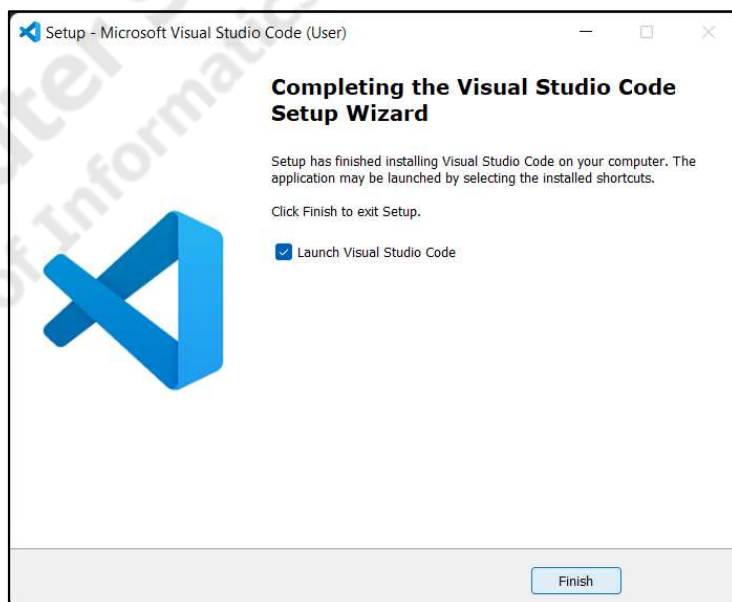 Setup - Microsoft Visual Studio Code (User)
Completing the Visual Studio Code
Setup Wizard
Setup has finished installing Visual Studio Code on your computer. The
application may be launched by selecting the installed shortcuts.
Click Finish to exit Setup.
Launch Visual Studio Code
Finish
of Informatic